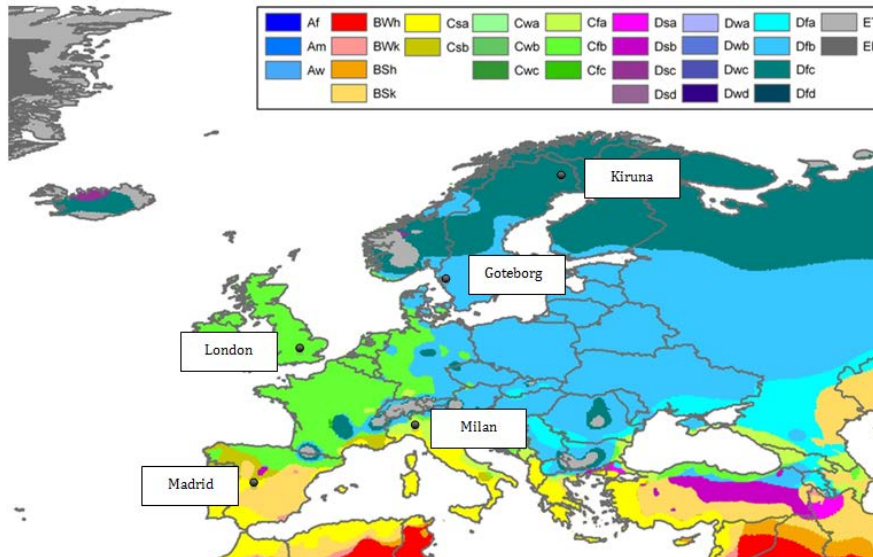 Af BWh Csa Cwa Cfa Dsa Dwa Dfa
Am BWk Csb Cwb Cfb Dsb Dwb Dfb
Aw BSh Cwc Cfc Dsc Dwc Dfc
BSk Dsd Dwd Dfd
Kiruna
Goteborg
London
Milan
Madrid